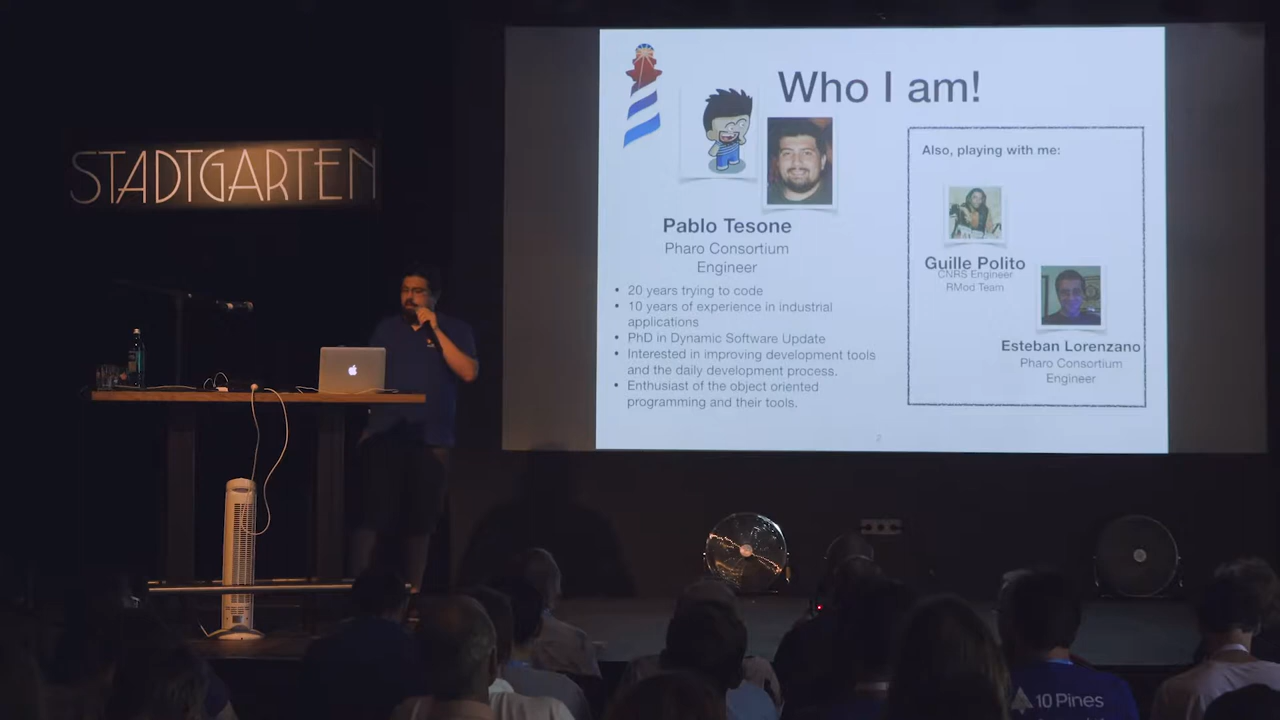 STADTGARTEN
Who I am!
Pablo Tesone
Pharo Consortium
Engineer
• 20 years trying to code
• 10 years of experience in industrial
applications
• PhD in Dynamic Software Update
• Interested in improving development tools
and the daily development process.
• Enthusiast of the object oriented
programming and their tools.
Also, playing with me:
Guille Polito
CNRS Engineer
RMod Team
Esteban Lorenzano
Pharo Consortium
Engineer
2
10 Pines